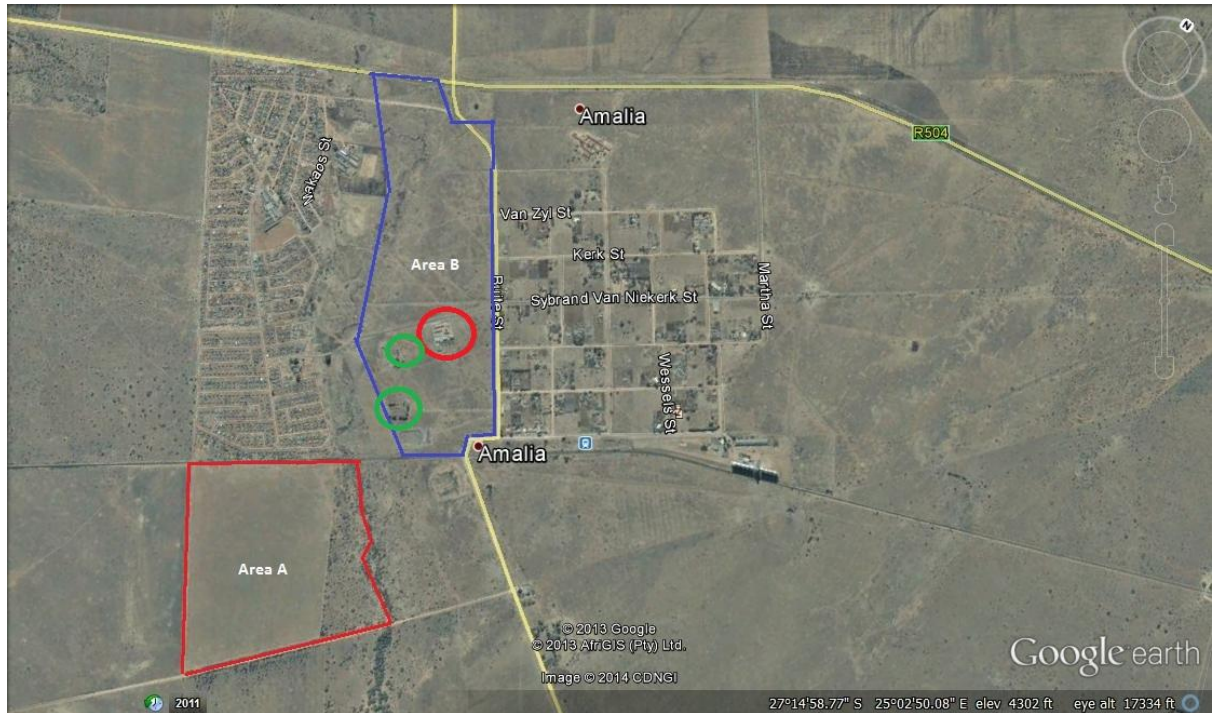 N
Amalia
R504
Makaos St
Van Zyl St
Area B
Kerk St
Martha St
Sybrand Van Niekerk St
Wessels St
Amalia
Area A
© 2013 Google
© 2013 AfriGIS (Pty) Ltd.
Image © 2014 CDNGI
Google earth
2011
27°14'58.77" S 25°02'50.08" E elev 4302 ft eye alt 17334 ft